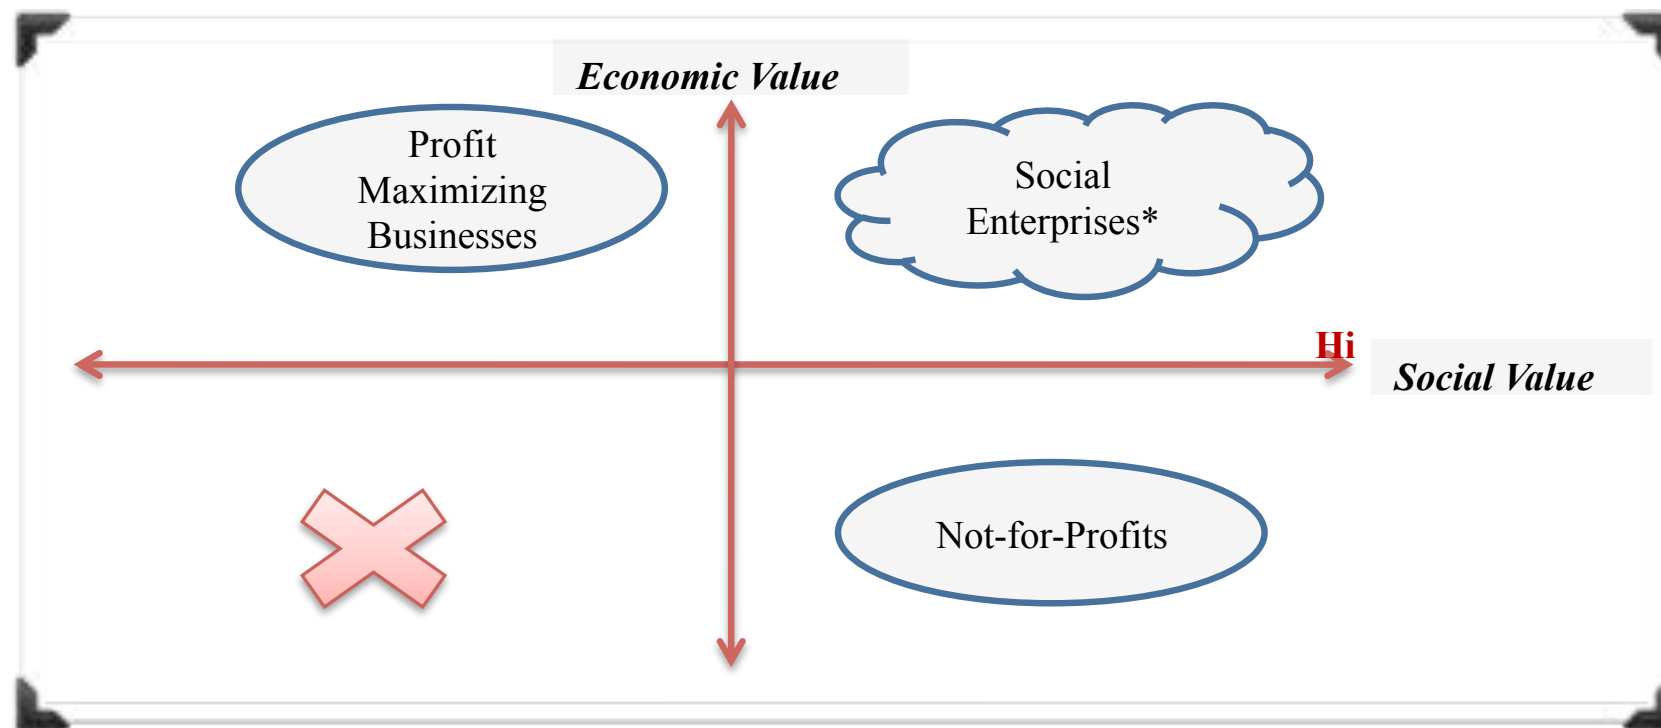 Economic Value
Profit
Maximizing
Businesses
Social
Enterprises*
Hi
Social Value
Not-for-Profits